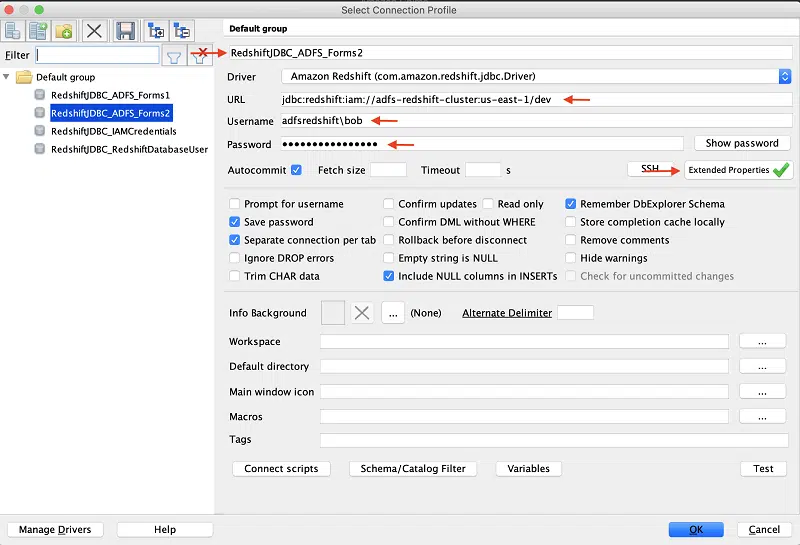 Select Connection Profile
Filter
Default group
RedshiftJDBC_ADFS_Forms1
RedshiftJDBC_ADFS_Forms2
RedshiftJDBC_IAMCredentials
RedshiftJDBC_RedshiftDatabaseUser
Default group
RedshiftJDBC_ADFS_Forms2
Driver Amazon Redshift (com.amazon.redshift.jdbc.Driver)
URL jdbc:redshift:iam://adfs-redshift-cluster:us-east-1/dev
Username adfsredshift\bob
Password •••••••••••••••• Show password
Autocommit Fetch size Timeout s SSH Extended Properties
Prompt for username Confirm updates Read only Remember DbExplorer Schema
Save password Confirm DML without WHERE Store completion cache locally
Separate connection per tab Rollback before disconnect Remove comments
Ignore DROP errors Empty string is NULL Hide warnings
Trim CHAR data Include NULL columns in INSERTs Check for uncommitted changes
Info Background ... (None) Alternate Delimiter
Workspace ...
Default directory ...
Main window icon ...
Macros ...
Tags
Connect scripts Schema/Catalog Filter Variables Test
Manage Drivers Help OK Cancel